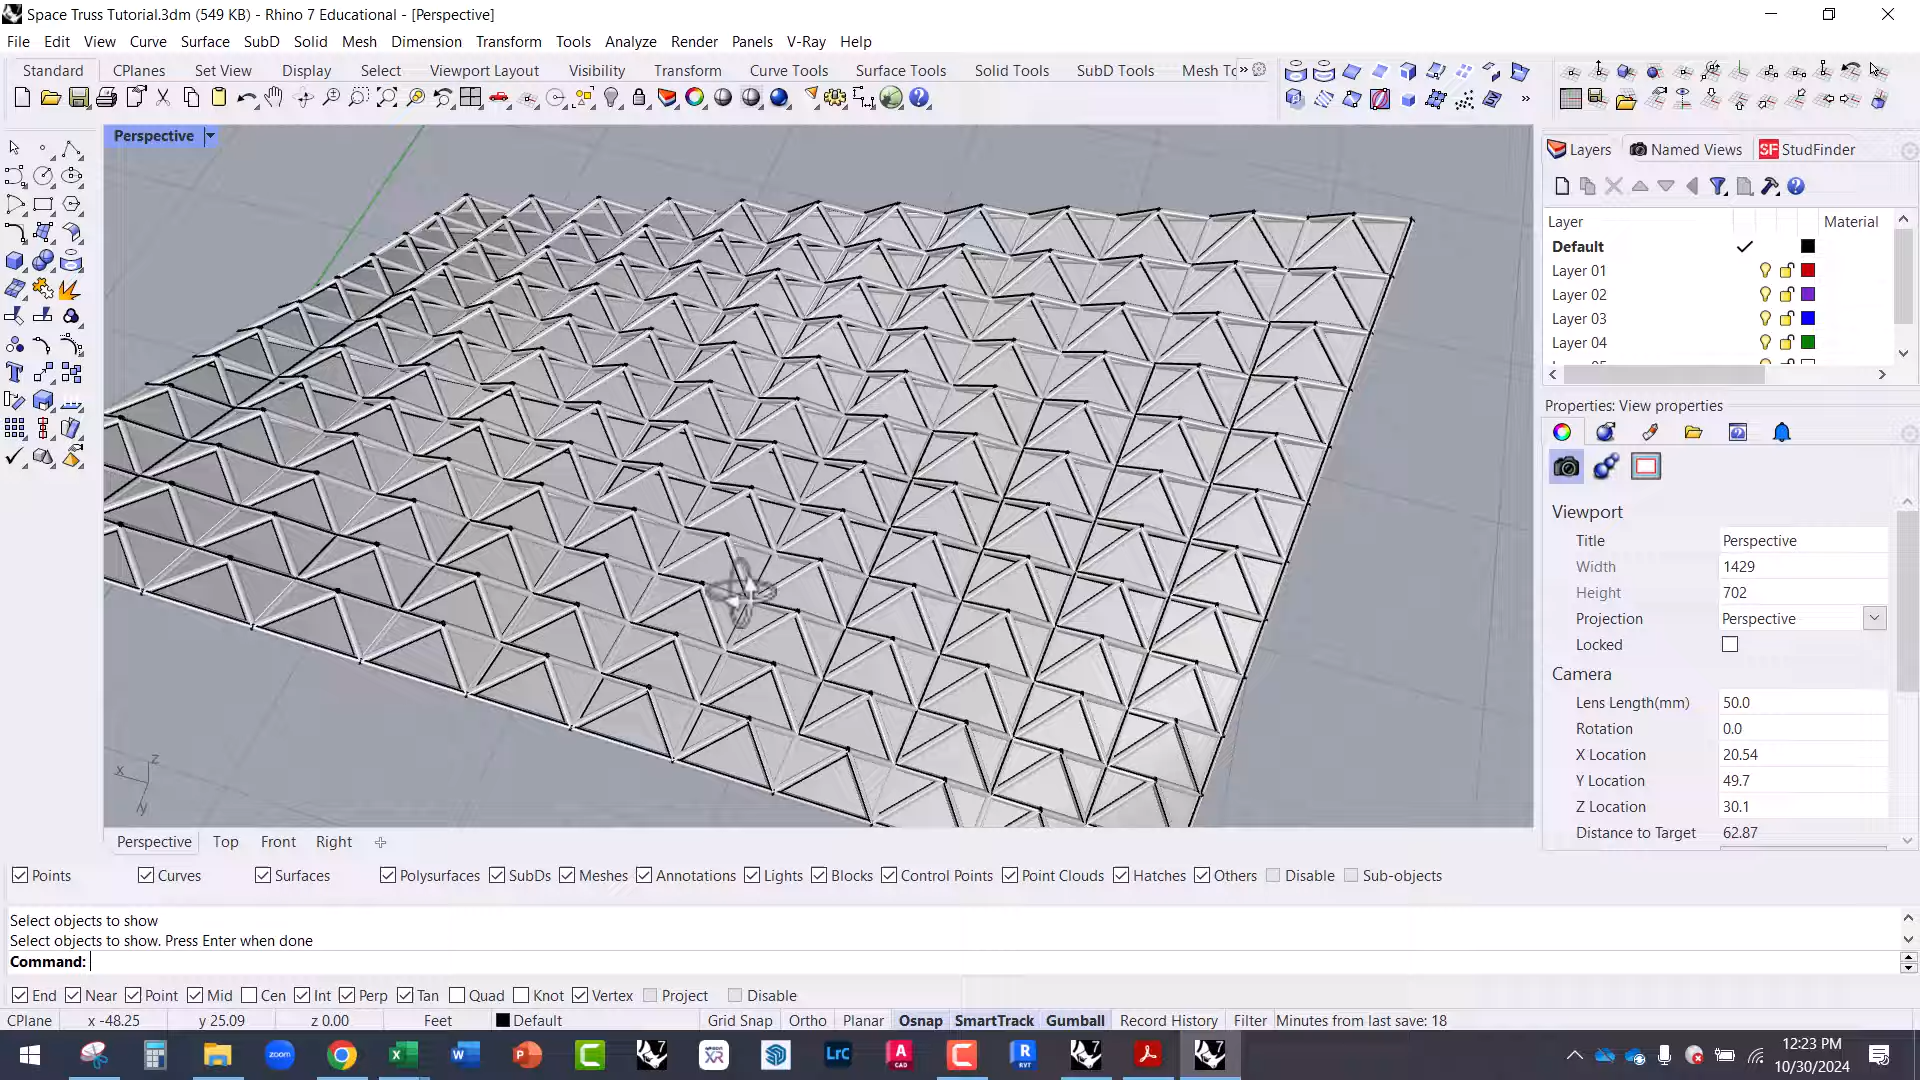 Space Truss Tutorial.3dm (549 KB) - Rhino 7 Educational - [Perspective]
File Edit View Curve Surface SubD Solid Mesh Dimension Transform Tools Analyze Render Panels V-Ray Help
Standard CPlanes Set View Display Select Viewport Layout Visibility Transform Curve Tools Surface Tools Solid Tools SubD Tools Mesh To
Perspective
Layers Named Views SF StudFinder
Layer Material
Default
Layer 01
Layer 02
Layer 03
Layer 04
Properties: View properties
Viewport
Title Perspective
Width 1429
Height 702
Projection Perspective
Locked
Camera
Lens Length(mm) 50.0
Rotation 0.0
X Location 20.54
Y Location 49.7
Z Location 30.1
Distance to Target 62.87
z
x
y
Perspective Top Front Right
Points Curves Surfaces Polysurfaces SubDs Meshes Annotations Lights Blocks Control Points Point Clouds Hatches Others Disable Sub-objects
Select objects to show
Select objects to show. Press Enter when done
Command:
End Near Point Mid Cen Int Perp Tan Quad Knot Vertex Project Disable
CPlane x -48.25 y 25.09 z 0.00 Feet Default Grid Snap Ortho Planar Osnap SmartTrack Gumball Record History Filter Minutes from last save: 18
12:23 PM
10/30/2024